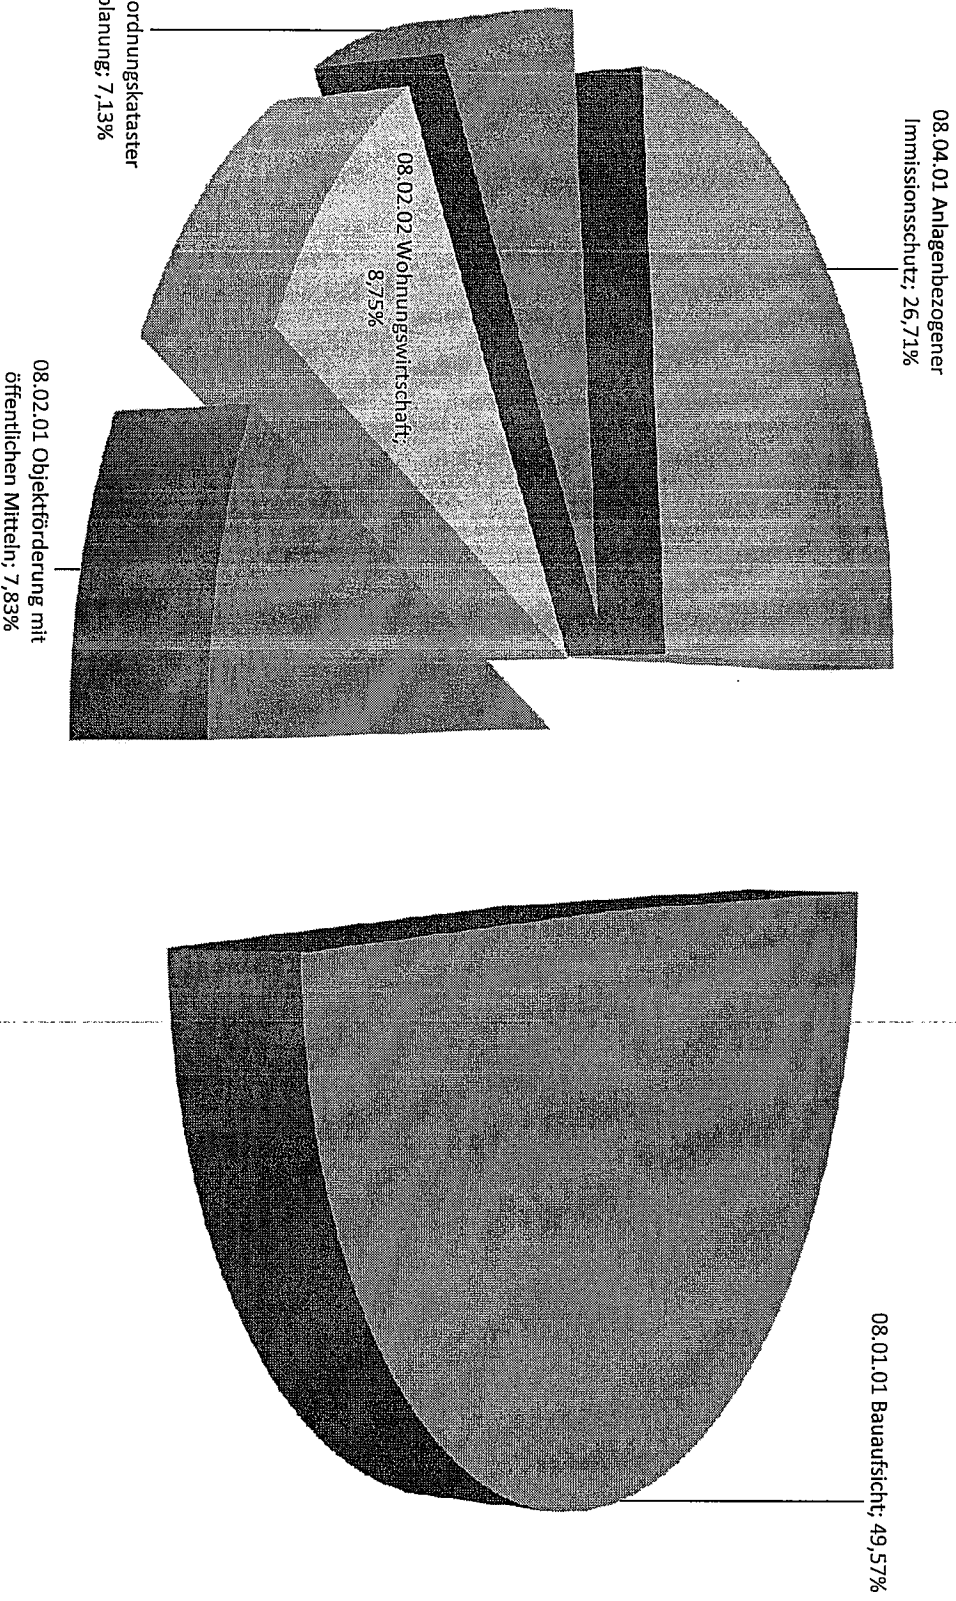 08.04.01 Anlagenbezogener
Immissionsschutz; 26,71%
ordnungskataster
planung; 7,13%
08.02.02 Wohnungswirtschaft;
8,75%
08.02.01 Objektförderung mit
öffentlichen Mitteln; 7,83%
08.01.01 Bauaufsicht; 49,57%